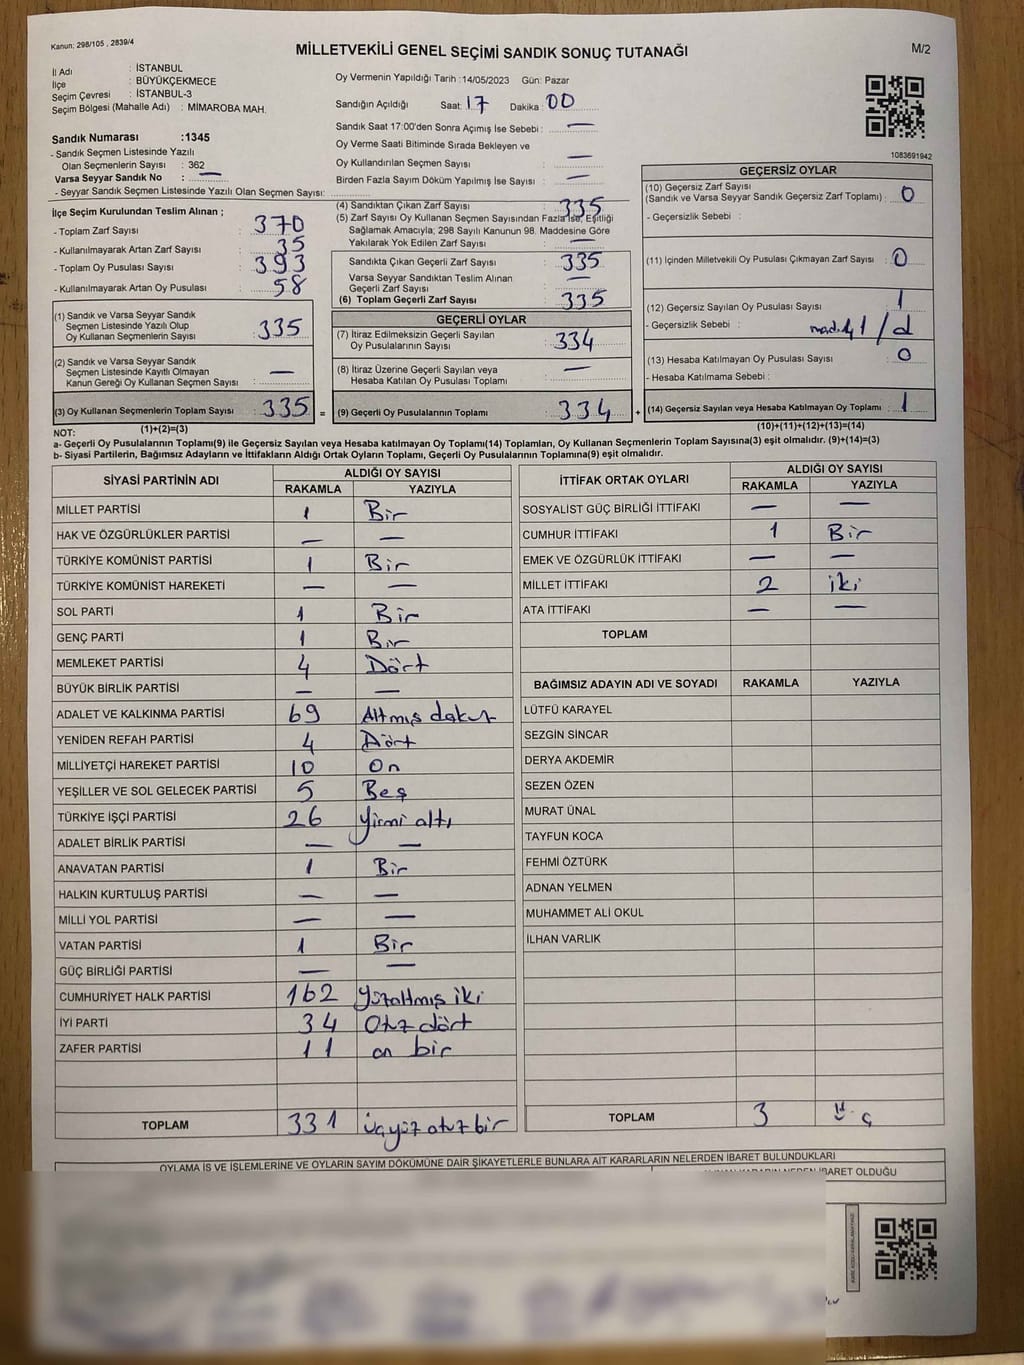 Kanun: 298/105 , 2839/4
MİLLETVEKİLİ GENEL SEÇİMİ SANDIK SONUÇ TUTANAĞI
M/2
İl Adı : İSTANBUL
İlçe : BÜYÜKÇEKMECE
Seçim Çevresi : İSTANBUL-3
Seçim Bölgesi (Mahalle Adı) : MİMAROBA MAH.
Sandık Numarası :1345
- Sandık Seçmen Listesinde Yazılı
Olan Seçmenlerin Sayısı : 362
Varsa Seyyar Sandık No : —
- Seyyar Sandık Seçmen Listesinde Yazılı Olan Seçmen Sayısı:
Oy Vermenin Yapıldığı Tarih :14/05/2023 Gün: Pazar
Sandığın Açıldığı Saat: 17 Dakika : 00
Sandık Saat 17:00'den Sonra Açımış İse Sebebi : —
Oy Verme Saati Bitiminde Sırada Bekleyen ve
Oy Kullandırılan Seçmen Sayısı : —
Birden Fazla Sayım Döküm Yapılmış İse Sayısı : —
1083691942
İlçe Seçim Kurulundan Teslim Alınan ;
- Toplam Zarf Sayısı : 370
- Kullanılmayarak Artan Zarf Sayısı : 35
- Toplam Oy Pusulası Sayısı : 393
- Kullanılmayarak Artan Oy Pusulası : 58
(1) Sandık ve Varsa Seyyar Sandık
Seçmen Listesinde Yazılı Olup
Oy Kullanan Seçmenlerin Sayısı : 335
(2) Sandık ve Varsa Seyyar Sandık
Seçmen Listesinde Kayıtlı Olmayan
Kanun Gereği Oy Kullanan Seçmen Sayısı : —
(3) Oy Kullanan Seçmenlerin Toplam Sayısı : 335 =
(1)+(2)=(3)
(4) Sandıktan Çıkan Zarf Sayısı : 335
(5) Zarf Sayısı Oy Kullanan Seçmen Sayısından Fazla İse, Eşitliği
Sağlamak Amacıyla; 298 Sayılı Kanunun 98. Maddesine Göre
Yakılarak Yok Edilen Zarf Sayısı : —
Sandıkta Çıkan Geçerli Zarf Sayısı : 335
Varsa Seyyar Sandıktan Teslim Alınan
Geçerli Zarf Sayısı : —
(6) Toplam Geçerli Zarf Sayısı : 335
GEÇERLİ OYLAR
(7) İtiraz Edilmeksizin Geçerli Sayılan
Oy Pusulalarının Sayısı : 334
(8) İtiraz Üzerine Geçerli Sayılan veya
Hesaba Katılan Oy Pusulası Toplamı : —
(9) Geçerli Oy Pusulalarının Toplamı : 334 +
GEÇERSİZ OYLAR
(10) Geçersiz Zarf Sayısı
(Sandık ve Varsa Seyyar Sandık Geçersiz Zarf Toplamı) : 0
- Geçersizlik Sebebi :
(11) İçinden Milletvekili Oy Pusulası Çıkmayan Zarf Sayısı : 0
(12) Geçersiz Sayılan Oy Pusulası Sayısı : 1
- Geçersizlik Sebebi : 1/d
(13) Hesaba Katılmayan Oy Pusulası Sayısı : 0
- Hesaba Katılmama Sebebi :
(14) Geçersiz Sayılan veya Hesaba Katılmayan Oy Toplamı : 1
(10)+(11)+(12)+(13)=(14)
NOT:
a- Geçerli Oy Pusulalarının Toplamı(9) ile Geçersiz Sayılan veya Hesaba katılmayan Oy Toplamı(14) Toplamları, Oy Kullanan Seçmenlerin Toplam Sayısına(3) eşit olmalıdır. (9)+(14)=(3)
b- Siyasi Partilerin, Bağımsız Adayların ve İttifakların Aldığı Ortak Oyların Toplamı, Geçerli Oy Pusulalarının Toplamına(9) eşit olmalıdır.
SİYASİ PARTİNİN ADI ALDIĞI OY SAYISI
RAKAMLA YAZIYLA
MİLLET PARTİSİ 1 Bir
HAK VE ÖZGÜRLÜKLER PARTİSİ — —
TÜRKİYE KOMÜNİST PARTİSİ 1 Bir
TÜRKİYE KOMÜNİST HAREKETİ — —
SOL PARTİ 1 Bir
GENÇ PARTİ 1 Bir
MEMLEKET PARTİSİ 4 Dört
BÜYÜK BİRLİK PARTİSİ — —
ADALET VE KALKINMA PARTİSİ 69 Altmış dokuz
YENİDEN REFAH PARTİSİ 4 Dört
MİLLİYETÇİ HAREKET PARTİSİ 10 On
YEŞİLLER VE SOL GELECEK PARTİSİ 5 Beş
TÜRKİYE İŞÇİ PARTİSİ 26 Yirmi altı
ADALET BİRLİK PARTİSİ — —
ANAVATAN PARTİSİ 1 Bir
HALKIN KURTULUŞ PARTİSİ — —
MİLLİ YOL PARTİSİ — —
VATAN PARTİSİ 1 Bir
GÜÇ BİRLİĞİ PARTİSİ — —
CUMHURİYET HALK PARTİSİ 162 Yüzaltmış iki
İYİ PARTİ 34 Otuz dört
ZAFER PARTİSİ 11 on bir
TOPLAM 331 Üçyüz otuz bir
İTTİFAK ORTAK OYLARI ALDIĞI OY SAYISI
RAKAMLA YAZIYLA
SOSYALİST GÜÇ BİRLİĞİ İTTİFAKI — —
CUMHUR İTTİFAKI 1 Bir
EMEK VE ÖZGÜRLÜK İTTİFAKI — —
MİLLET İTTİFAKI 2 iki
ATA İTTİFAKI — —
TOPLAM
BAĞIMSIZ ADAYIN ADI VE SOYADI RAKAMLA YAZIYLA
LÜTFÜ KARAYEL
SEZGİN SİNCAR
DERYA AKDEMİR
SEZEN ÖZEN
MURAT ÜNAL
TAYFUN KOCA
FEHMİ ÖZTÜRK
ADNAN YELMEN
MUHAMMET ALİ OKUL
İLHAN VARLIK
TOPLAM 3 Üç
OYLAMA İŞ VE İŞLEMLERİNE VE OYLARIN SAYIM DÖKÜMÜNE DAİR ŞİKAYETLERLE BUNLARA AİT KARARLARIN NELERDEN İBARET BULUNDUKLARI
İBARET OLDUĞU